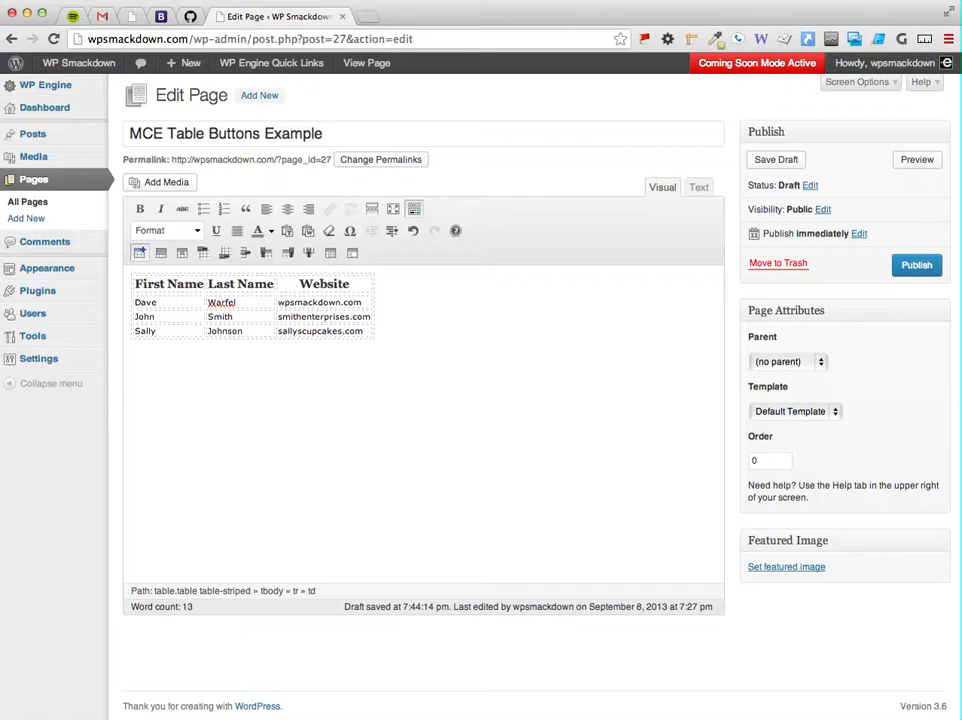 Edit Page ‹ WP Smackdown
wpsmackdown.com/wp-admin/post.php?post=27&action=edit
WP Smackdown
+ New
WP Engine Quick Links
View Page
Coming Soon Mode Active
Howdy, wpsmackdown
WP Engine
Dashboard
Posts
Media
Pages
All Pages
Add New
Comments
Appearance
Plugins
Users
Tools
Settings
Collapse menu
Screen Options
Help
Edit Page Add New
MCE Table Buttons Example
Permalink: http://wpsmackdown.com/?page_id=27 Change Permalinks
Add Media
Visual Text
B I ABC
Format U A Ω
First Name Last Name Website
Dave Warfel wpsmackdown.com
John Smith smithenterprises.com
Sally Johnson sallyscupcakes.com
Path: table.table table-striped » tbody » tr » td
Word count: 13 Draft saved at 7:44:14 pm. Last edited by wpsmackdown on September 8, 2013 at 7:27 pm
Publish
Save Draft Preview
Status: Draft Edit
Visibility: Public Edit
Publish immediately Edit
Move to Trash Publish
Page Attributes
Parent
(no parent)
Template
Default Template
Order
0
Need help? Use the Help tab in the upper right
of your screen.
Featured Image
Set featured image
Thank you for creating with WordPress. Version 3.6